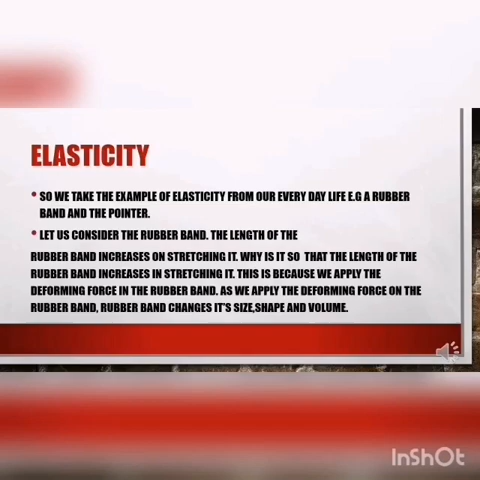 ELASTICITY
• SO WE TAKE THE EXAMPLE OF ELASTICITY FROM OUR EVERY DAY LIFE E.G A RUBBER
BAND AND THE POINTER.
• LET US CONSIDER THE RUBBER BAND. THE LENGTH OF THE
RUBBER BAND INCREASES ON STRETCHING IT. WHY IS IT SO THAT THE LENGTH OF THE
RUBBER BAND INCREASES IN STRETCHING IT. THIS IS BECAUSE WE APPLY THE
DEFORMING FORCE IN THE RUBBER BAND. AS WE APPLY THE DEFORMING FORCE ON THE
RUBBER BAND, RUBBER BAND CHANGES IT'S SIZE,SHAPE AND VOLUME.
InShOt